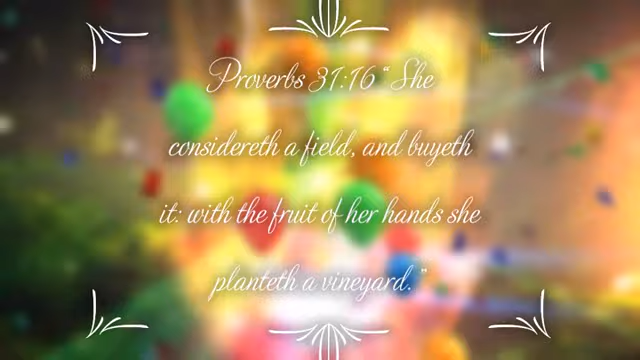 Proverbs 31:16 “She
considereth a field, and buyeth
it: with the fruit of her hands she
planteth a vineyard.”